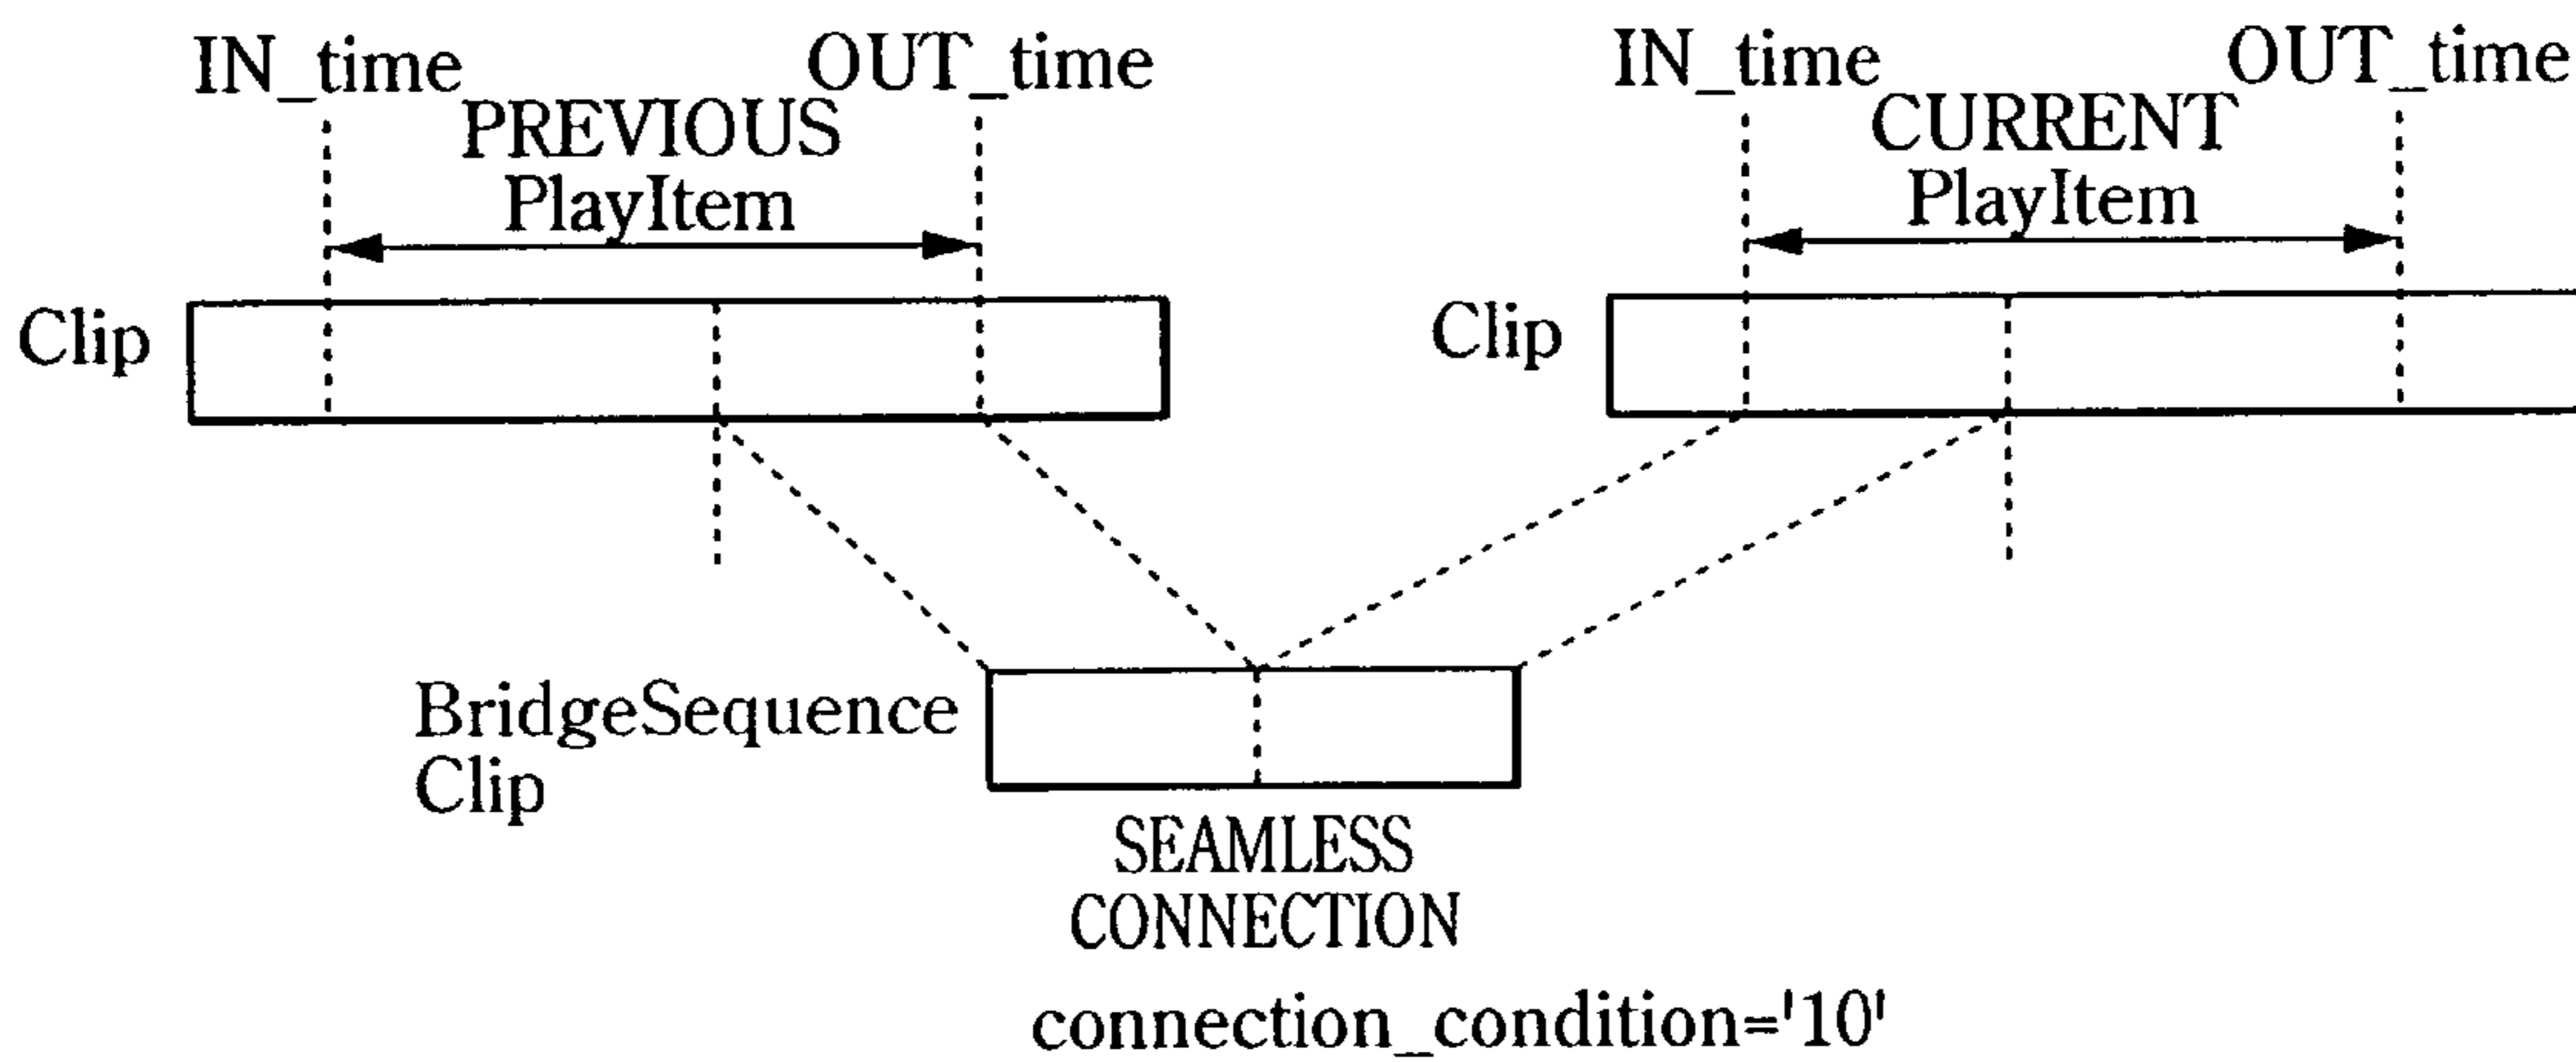 IN_time
OUT_time
PREVIOUS
PlayItem
Clip
IN_time
OUT_time
CURRENT
PlayItem
Clip
BridgeSequence
Clip
SEAMLESS
CONNECTION
connection_condition='10'